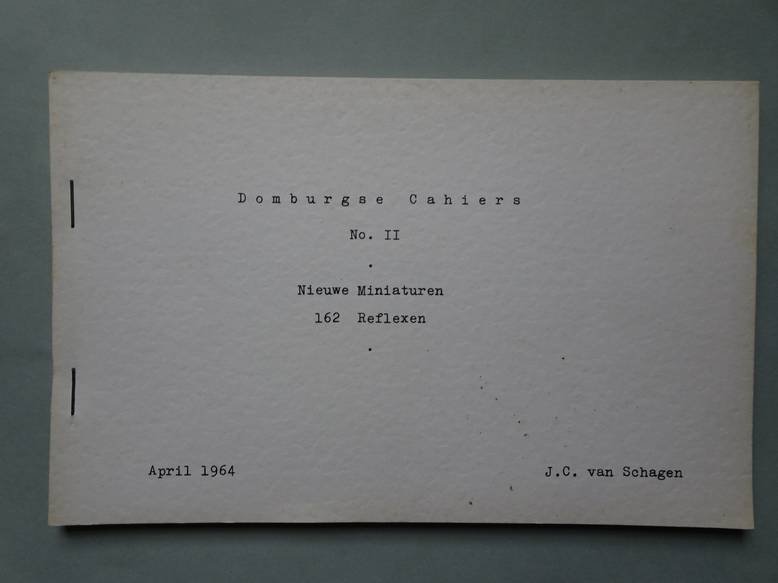 Domburgse Cahiers
No. II
.
Nieuwe Miniaturen
162 Reflexen
.
April 1964
J.C. van Schagen